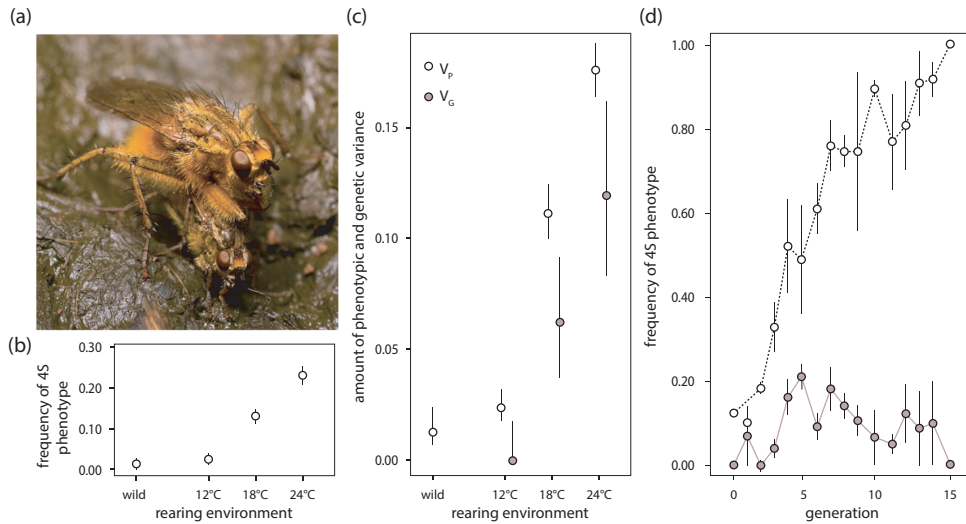 (a)
(b)
frequency of 4S
phenotype
0.30
0.20
0.10
0.00
wild
12°C
18°C
24°C
rearing environment
(c)
V_P
V_G
amount of phenotypic and genetic variance
0.15
0.10
0.05
0.00
wild
12°C
18°C
24°C
rearing environment
(d)
frequency of 4S phenotype
1.00
0.80
0.60
0.40
0.20
0.00
0
5
10
15
generation